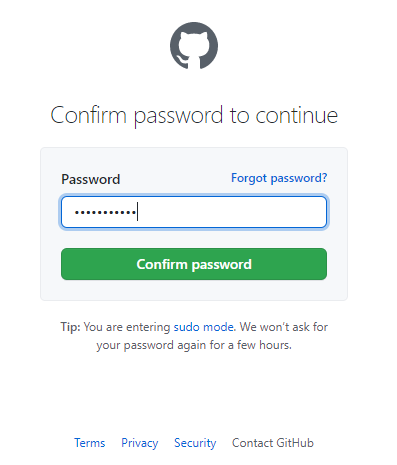 Confirm password to continue
Password Forgot password?
•••••••••••
Confirm password
Tip: You are entering sudo mode. We won't ask for
your password again for a few hours.
Terms Privacy Security Contact GitHub